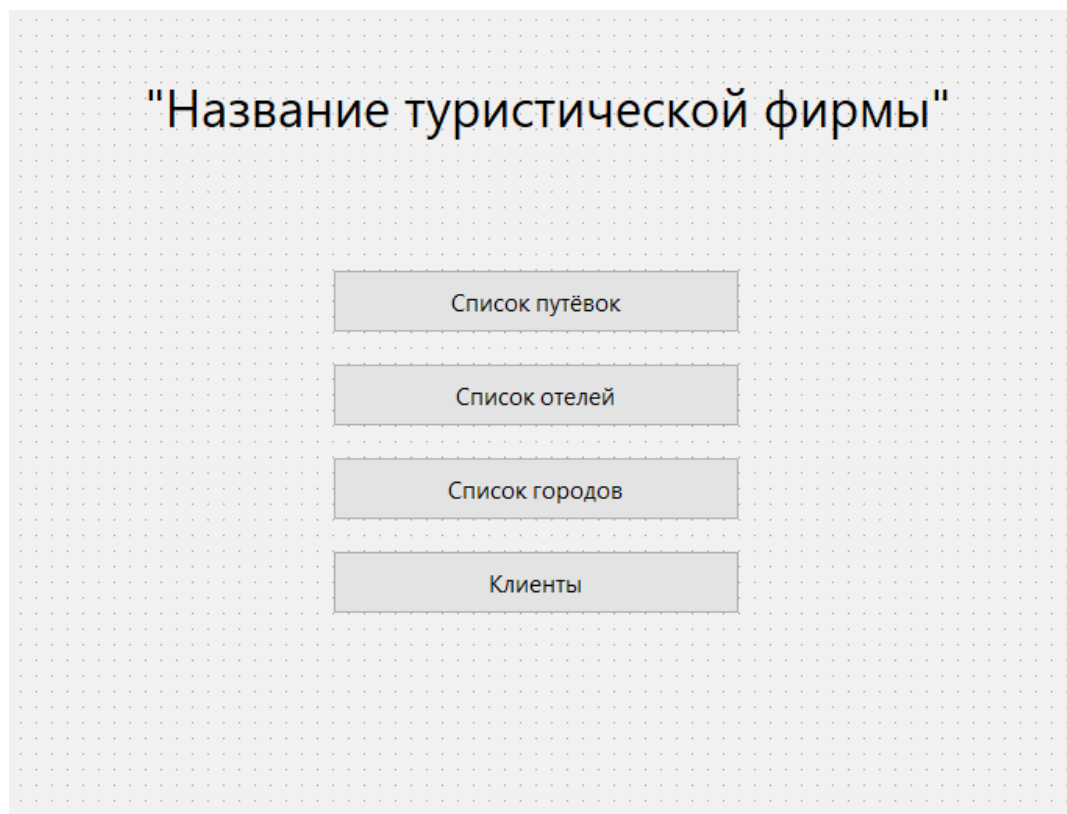 "Название туристической фирмы"
Список путёвок
Список отелей
Список городов
Клиенты